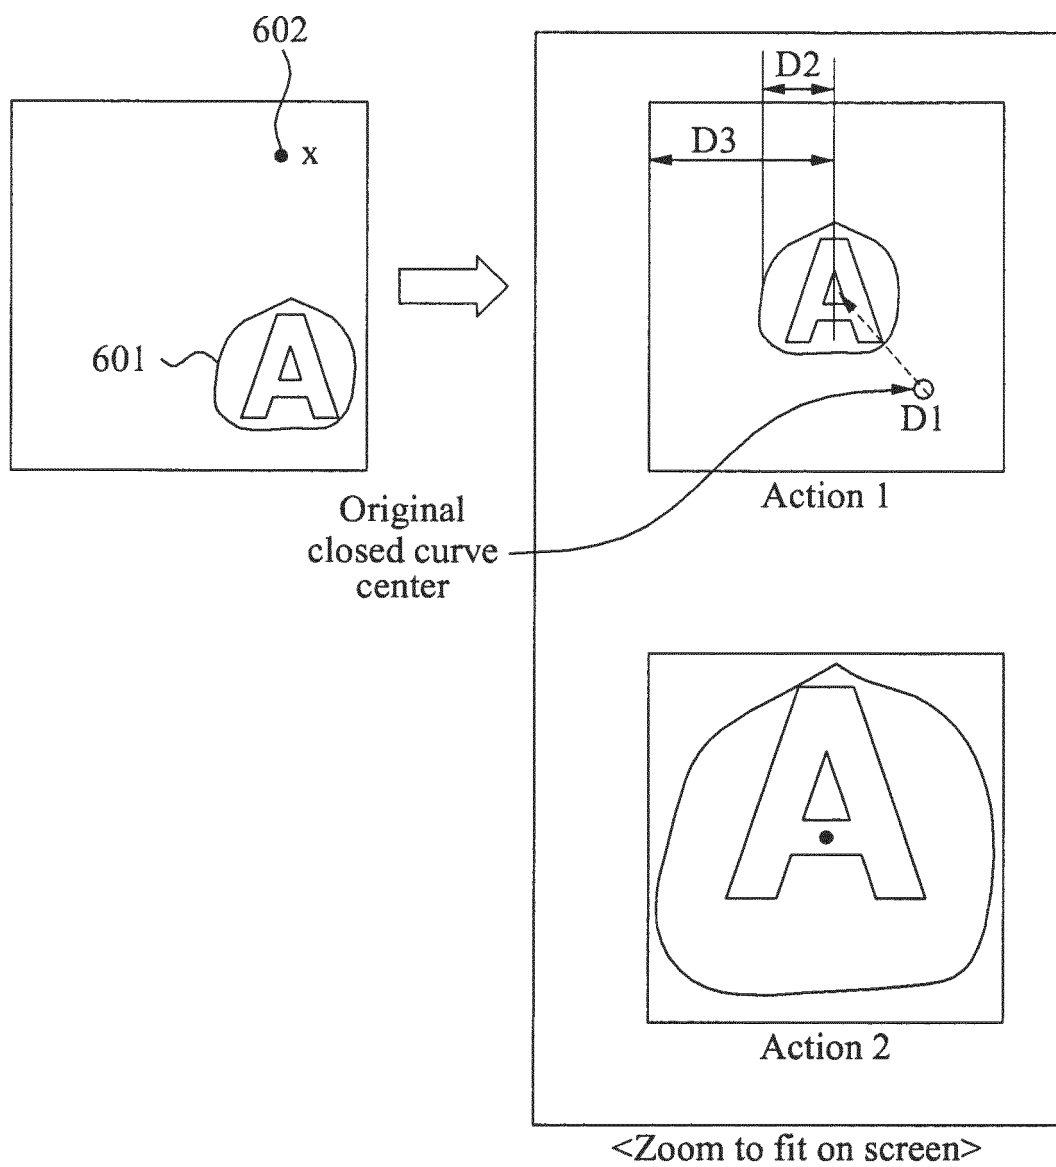 602
x
601
A
D2
D3
A
D1
Action 1
Original
closed curve
center
A
Action 2
<Zoom to fit on screen>